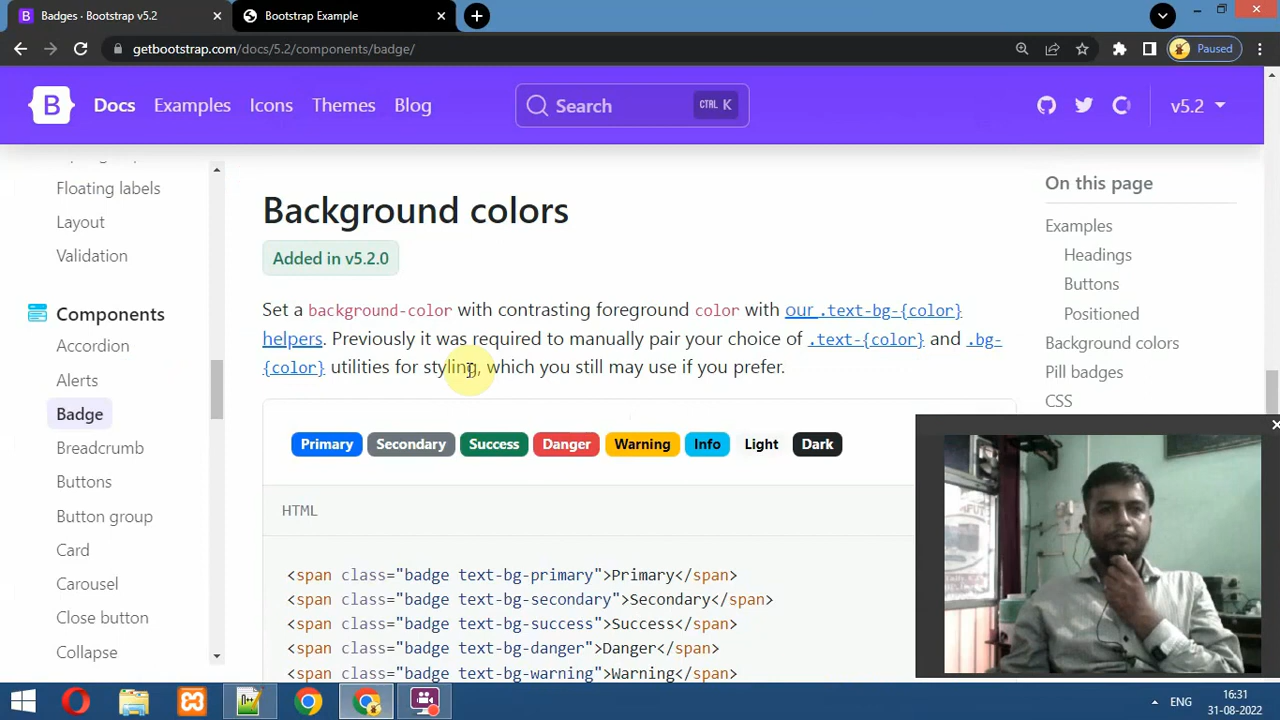 Badges · Bootstrap v5.2
Bootstrap Example
getbootstrap.com/docs/5.2/components/badge/
Paused
B
Docs
Examples
Icons
Themes
Blog
Search
CTRL K
v5.2
Floating labels
Layout
Validation
Components
Accordion
Alerts
Badge
Breadcrumb
Buttons
Button group
Card
Carousel
Close button
Collapse
Background colors
Added in v5.2.0
Set a background-color with contrasting foreground color with our .text-bg-{color}
helpers. Previously it was required to manually pair your choice of .text-{color} and .bg-
{color} utilities for styling, which you still may use if you prefer.
Primary Secondary Success Danger Warning Info Light Dark
HTML
<span class="badge text-bg-primary">Primary</span>
<span class="badge text-bg-secondary">Secondary</span>
<span class="badge text-bg-success">Success</span>
<span class="badge text-bg-danger">Danger</span>
<span class="badge text-bg-warning">Warning</span>
On this page
Examples
Headings
Buttons
Positioned
Background colors
Pill badges
CSS
ENG
16:31
31-08-2022